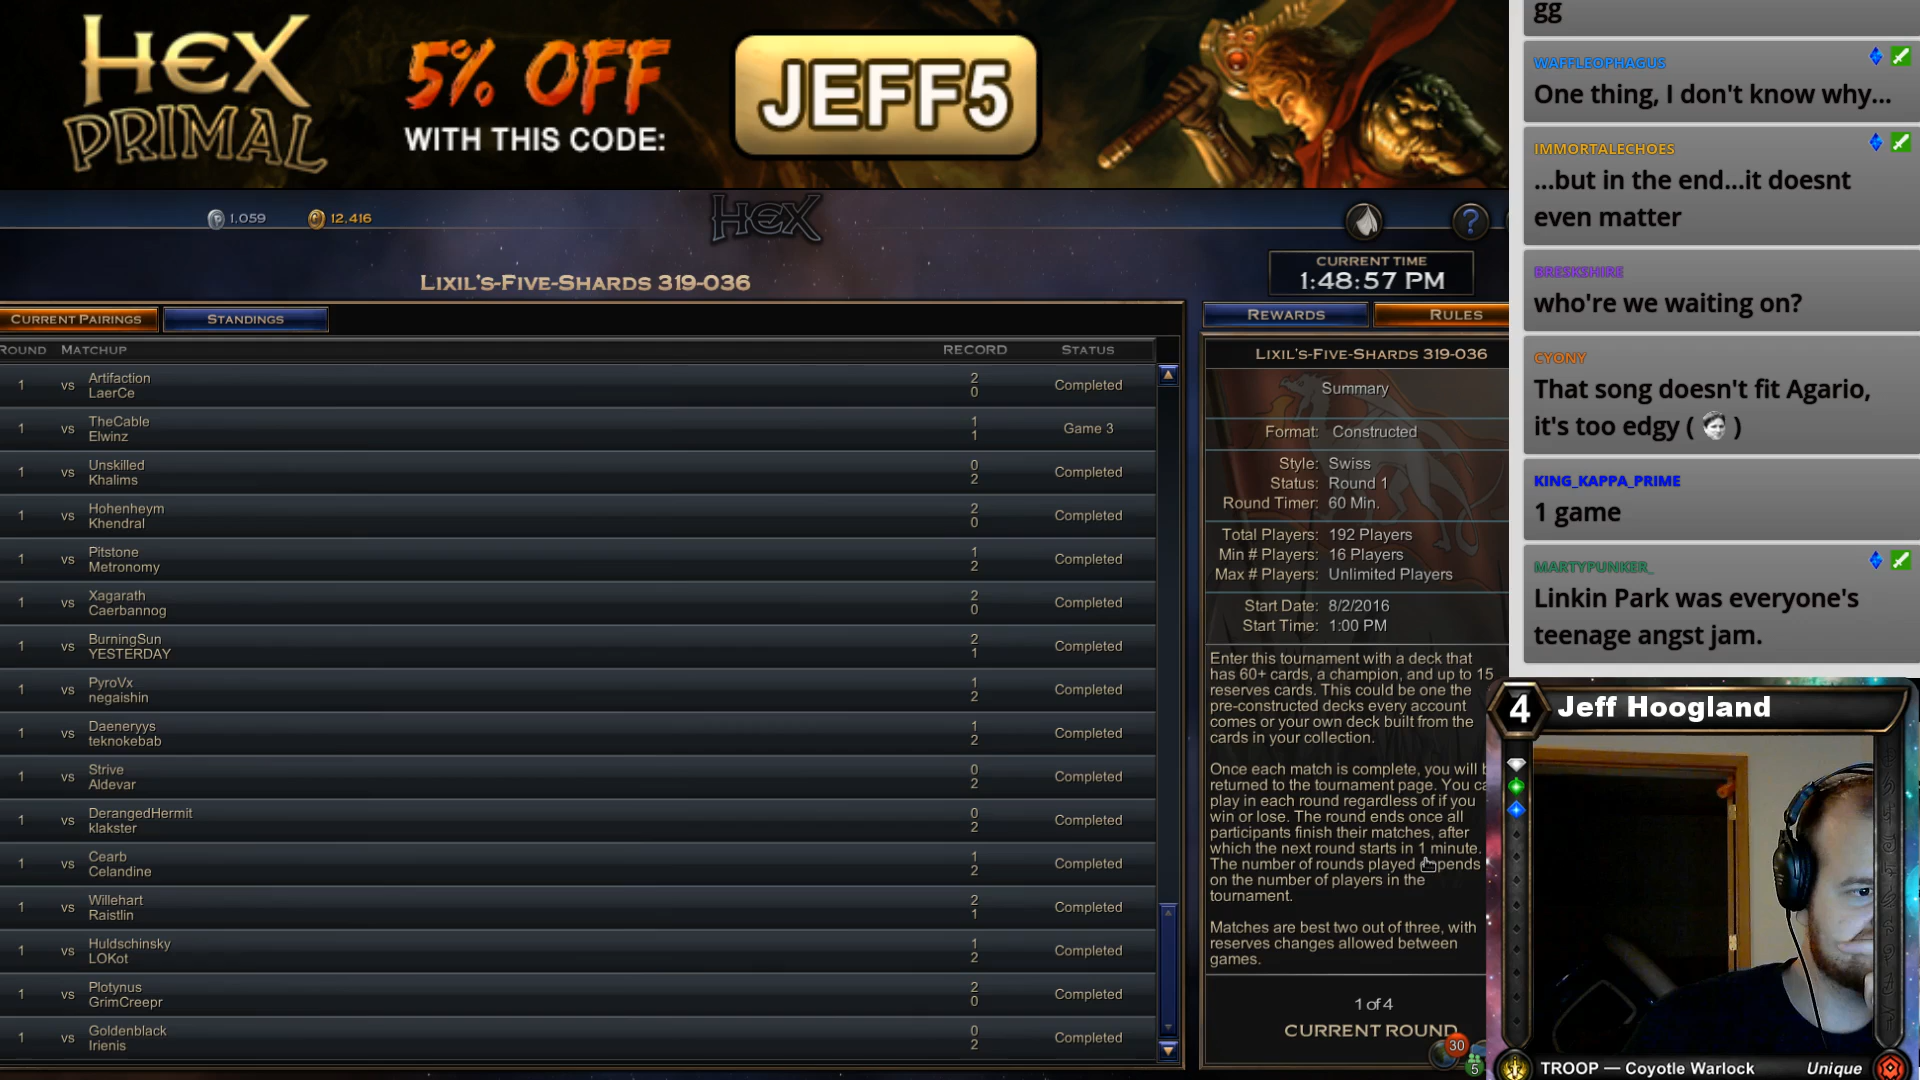 HEX
PRIMAL
5% OFF
WITH THIS CODE:
JEFF5
1,059
12,416
HEX
?
LIXIL'S-FIVE-SHARDS 319-036
CURRENT TIME
1:48:57 PM
CURRENT PAIRINGS
STANDINGS
ROUND MATCHUP RECORD STATUS
1 vs Artifaction LaerCe 2 0 Completed
1 vs TheCable Elwinz 1 1 Game 3
1 vs Unskilled Khalims 0 2 Completed
1 vs Hohenheym Khendral 2 0 Completed
1 vs Pitstone Metronomy 1 2 Completed
1 vs Xagarath Caerbannog 2 0 Completed
1 vs BurningSun YESTERDAY 2 1 Completed
1 vs PyroVx negaishin 1 2 Completed
1 vs Daeneryys teknokebab 1 2 Completed
1 vs Strive Aldevar 0 2 Completed
1 vs DerangedHermit klakster 0 2 Completed
1 vs Cearb Celandine 1 2 Completed
1 vs Willehart Raistlin 2 1 Completed
1 vs Huldschinsky LOKot 1 2 Completed
1 vs Plotynus GrimCreepr 2 0 Completed
1 vs Goldenblack Irienis 0 2 Completed
REWARDS
RULES
LIXIL'S-FIVE-SHARDS 319-036
Summary
Format: Constructed
Style: Swiss
Status: Round 1
Round Timer: 60 Min.
Total Players: 192 Players
Min # Players: 16 Players
Max # Players: Unlimited Players
Start Date: 8/2/2016
Start Time: 1:00 PM
Enter this tournament with a deck that
has 60+ cards, a champion, and up to 15
reserves cards. This could be one the
pre-constructed decks every account
comes or your own deck built from the
cards in your collection.
Once each match is complete, you will b
returned to the tournament page. You ca
play in each round regardless of if you
win or lose. The round ends once all
participants finish their matches, after
which the next round starts in 1 minute.
The number of rounds played depends
on the number of players in the
tournament.
Matches are best two out of three, with
reserves changes allowed between
games.
1 of 4
CURRENT ROUND
30
5
gg
WAFFLEOPHAGUS
One thing, I don't know why...
IMMORTALECHOES
...but in the end...it doesnt
even matter
BRESKSHIRE
who're we waiting on?
CYONY
That song doesn't fit Agario,
it's too edgy ( )
KING_KAPPA_PRIME
1 game
MARTYPUNKER_
Linkin Park was everyone's
teenage angst jam.
4 Jeff Hoogland
TROOP — Coyotle Warlock Unique